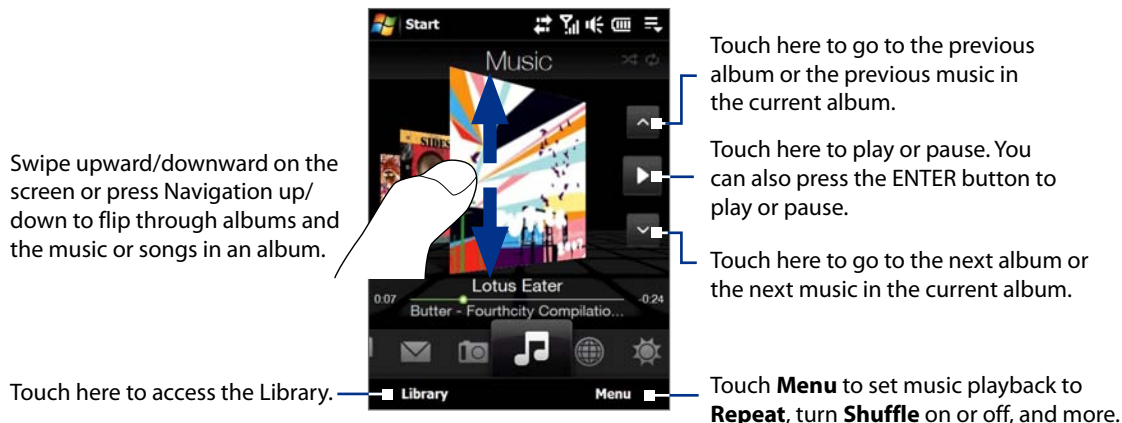 Start
Music
SIDES
Swipe upward/downward on the
screen or press Navigation up/
down to flip through albums and
the music or songs in an album.
Touch here to go to the previous
album or the previous music in
the current album.
Touch here to play or pause. You
can also press the ENTER button to
play or pause.
Touch here to go to the next album or
the next music in the current album.
Lotus Eater
0:07
-0:24
Butter - Fourthcity Compilatio...
Touch here to access the Library.
Library
Menu
Touch Menu to set music playback to
Repeat, turn Shuffle on or off, and more.